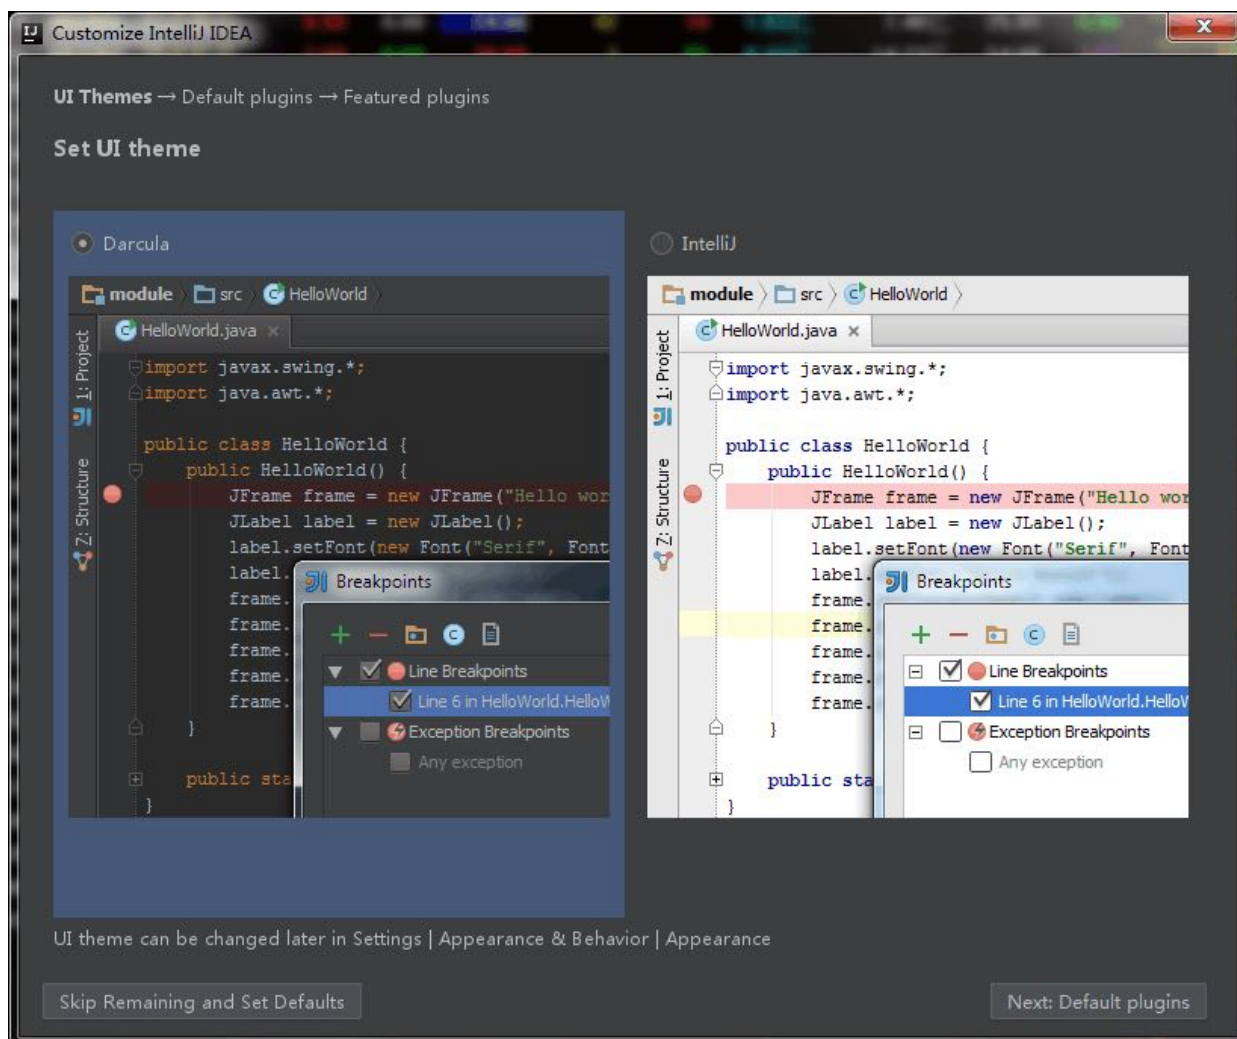 Customize IntelliJ IDEA
UI Themes → Default plugins → Featured plugins
Set UI theme
Darcula
module src HelloWorld
HelloWorld.java
1: Project
7: Structure
import javax.swing.*;
import java.awt.*;
public class HelloWorld {
public HelloWorld() {
JFrame frame = new JFrame("Hello wor
JLabel label = new JLabel();
label.setFont(new Font("Serif", Font
label.
frame.
frame.
frame.
frame.
frame.
}
public sta
}
Breakpoints
Line Breakpoints
Line 6 in HelloWorld.HelloW
Exception Breakpoints
Any exception
IntelliJ
module src HelloWorld
HelloWorld.java
1: Project
7: Structure
import javax.swing.*;
import java.awt.*;
public class HelloWorld {
public HelloWorld() {
JFrame frame = new JFrame("Hello wor
JLabel label = new JLabel();
label.setFont(new Font("Serif", Font
label.
frame.
frame.
frame.
frame.
frame.
}
public sta
}
Breakpoints
Line Breakpoints
Line 6 in HelloWorld.HelloW
Exception Breakpoints
Any exception
UI theme can be changed later in Settings | Appearance & Behavior | Appearance
Skip Remaining and Set Defaults
Next: Default plugins